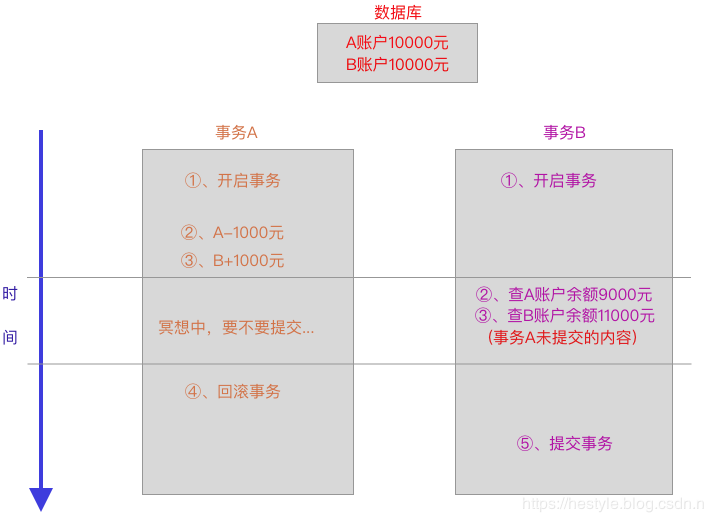 数据库
A账户10000元
B账户10000元
事务A
事务B
①、开启事务
①、开启事务
②、A-1000元
③、B+1000元
时
间
②、查A账户余额9000元
③、查B账户余额11000元
(事务A未提交的内容)
冥想中，要不要提交...
④、回滚事务
⑤、提交事务
https://hestyle.blog.csdn.n